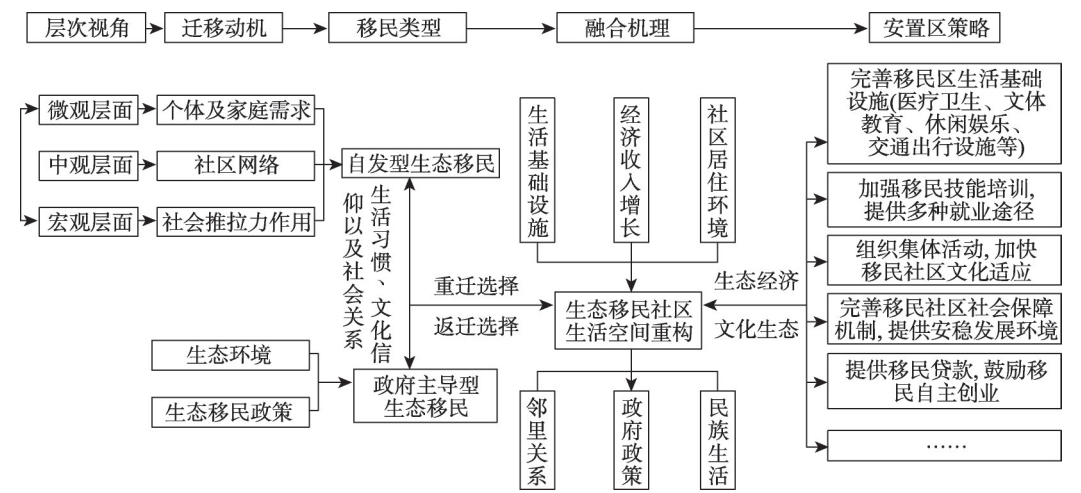 层次视角
迁移动机
移民类型
融合机理
安置区策略
微观层面
个体及家庭需求
中观层面
社区网络
宏观层面
社会推拉力作用
自发型生态移民
生活习惯、文化信
仰以及社会关系
生态环境
生态移民政策
政府主导型
生态移民
重迁选择
返迁选择
生活基础设施
经济收入增长
社区居住环境
生态移民社区
生活空间重构
邻里关系
政府政策
民族生活
生态经济
文化生态
完善移民区生活基础
设施(医疗卫生、文体
教育、休闲娱乐、
交通出行设施等)
加强移民技能培训,
提供多种就业途径
组织集体活动, 加快
移民社区文化适应
完善移民社区社会保障
机制, 提供安稳发展环境
提供移民贷款, 鼓励移
民自主创业
……